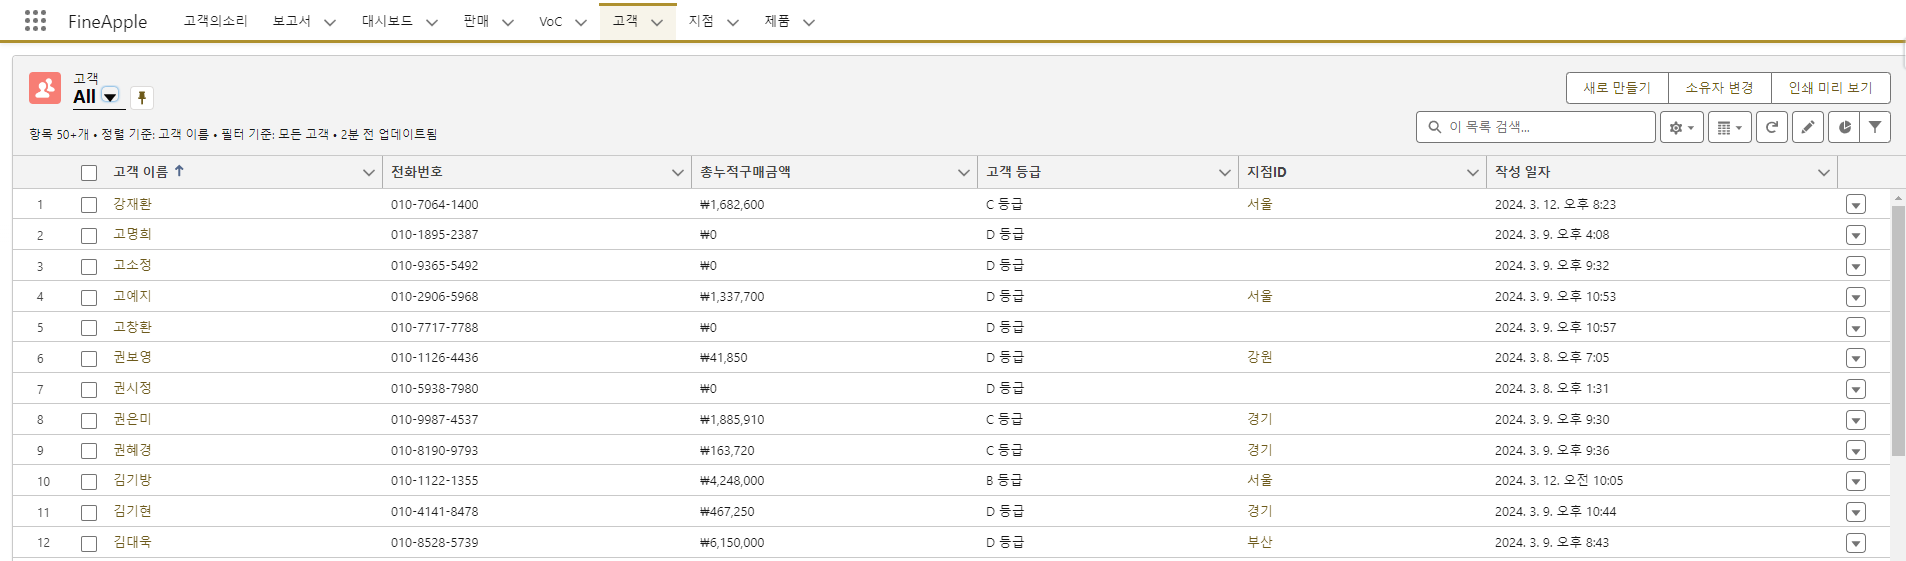 FineApple 고객의소리 보고서 대시보드 판매 VoC 고객 지점 제품
고객
All
새로 만들기 소유자 변경 인쇄 미리 보기
항목 50+개 • 정렬 기준: 고객 이름 • 필터 기준: 모든 고객 • 2분 전 업데이트됨
이 목록 검색...
고객 이름 ↑ 전화번호 총누적구매금액 고객 등급 지점ID 작성 일자
1 강재환 010-7064-1400 ₩1,682,600 C 등급 서울 2024. 3. 12. 오후 8:23
2 고명희 010-1895-2387 ₩0 D 등급 2024. 3. 9. 오후 4:08
3 고소정 010-9365-5492 ₩0 D 등급 2024. 3. 9. 오후 9:32
4 고예지 010-2906-5968 ₩1,337,700 D 등급 서울 2024. 3. 9. 오후 10:53
5 고창환 010-7717-7788 ₩0 D 등급 2024. 3. 9. 오후 10:57
6 권보영 010-1126-4436 ₩41,850 D 등급 강원 2024. 3. 8. 오후 7:05
7 권시정 010-5938-7980 ₩0 D 등급 2024. 3. 8. 오후 1:31
8 권은미 010-9987-4537 ₩1,885,910 C 등급 경기 2024. 3. 9. 오후 9:30
9 권혜경 010-8190-9793 ₩163,720 C 등급 경기 2024. 3. 9. 오후 9:36
10 김기방 010-1122-1355 ₩4,248,000 B 등급 서울 2024. 3. 12. 오전 10:05
11 김기현 010-4141-8478 ₩467,250 D 등급 경기 2024. 3. 9. 오후 10:44
12 김대욱 010-8528-5739 ₩6,150,000 D 등급 부산 2024. 3. 9. 오후 8:43